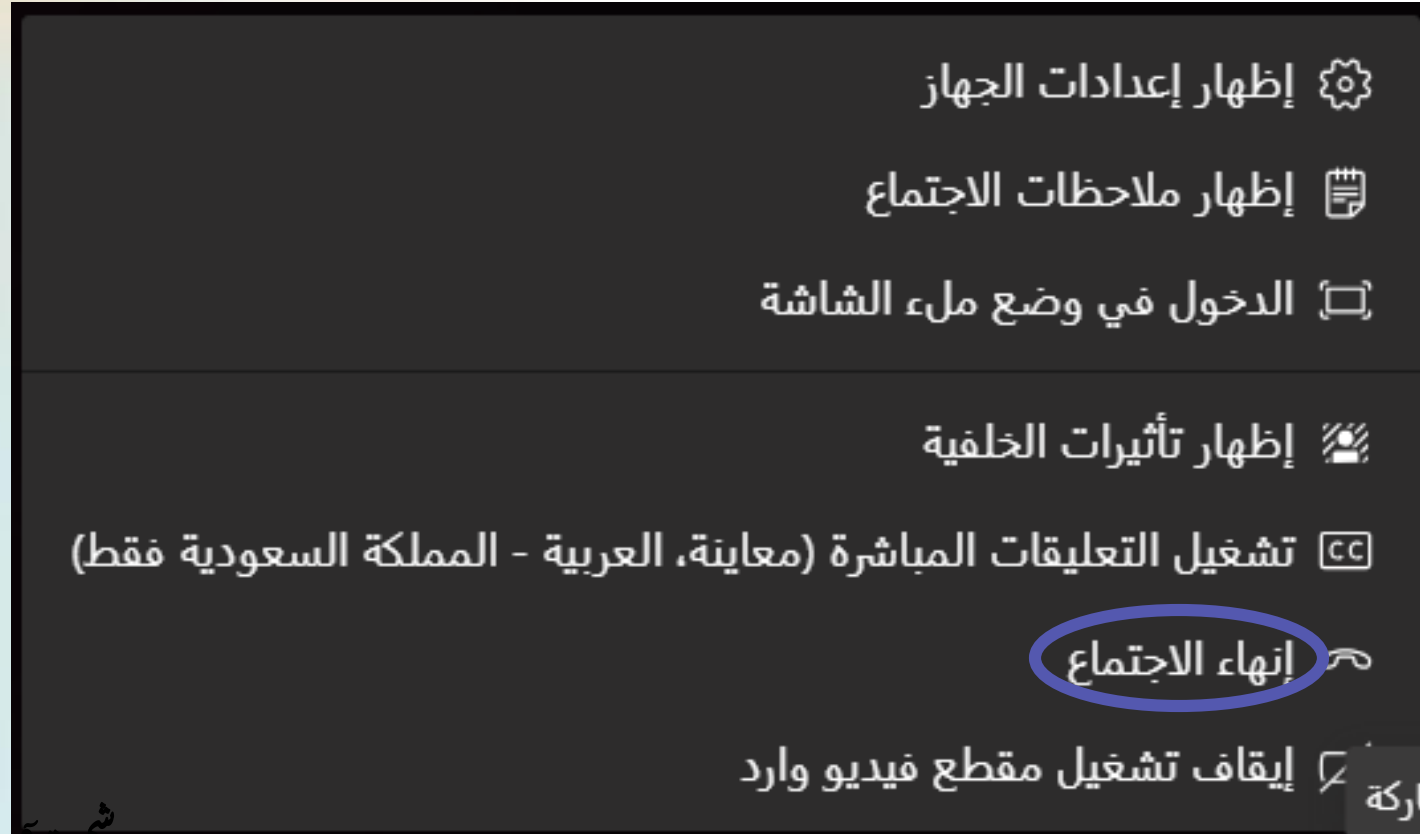 إظهار إعدادات الجهاز
إظهار ملاحظات الاجتماع
الدخول في وضع ملء الشاشة
إظهار تأثيرات الخلفية
CC تشغيل التعليقات المباشرة (معاينة، العربية - المملكة السعودية فقط)
إنهاء الاجتماع
إيقاف تشغيل مقطع فيديو وارد